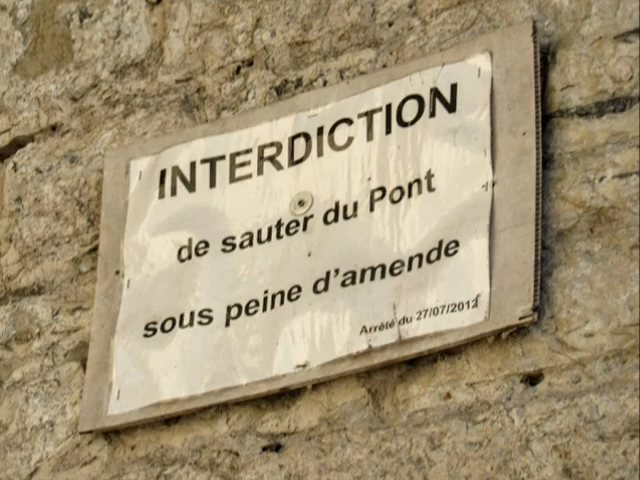 INTERDICTION
de sauter du Pont
sous peine d'amende
Arrêté du 27/07/2012